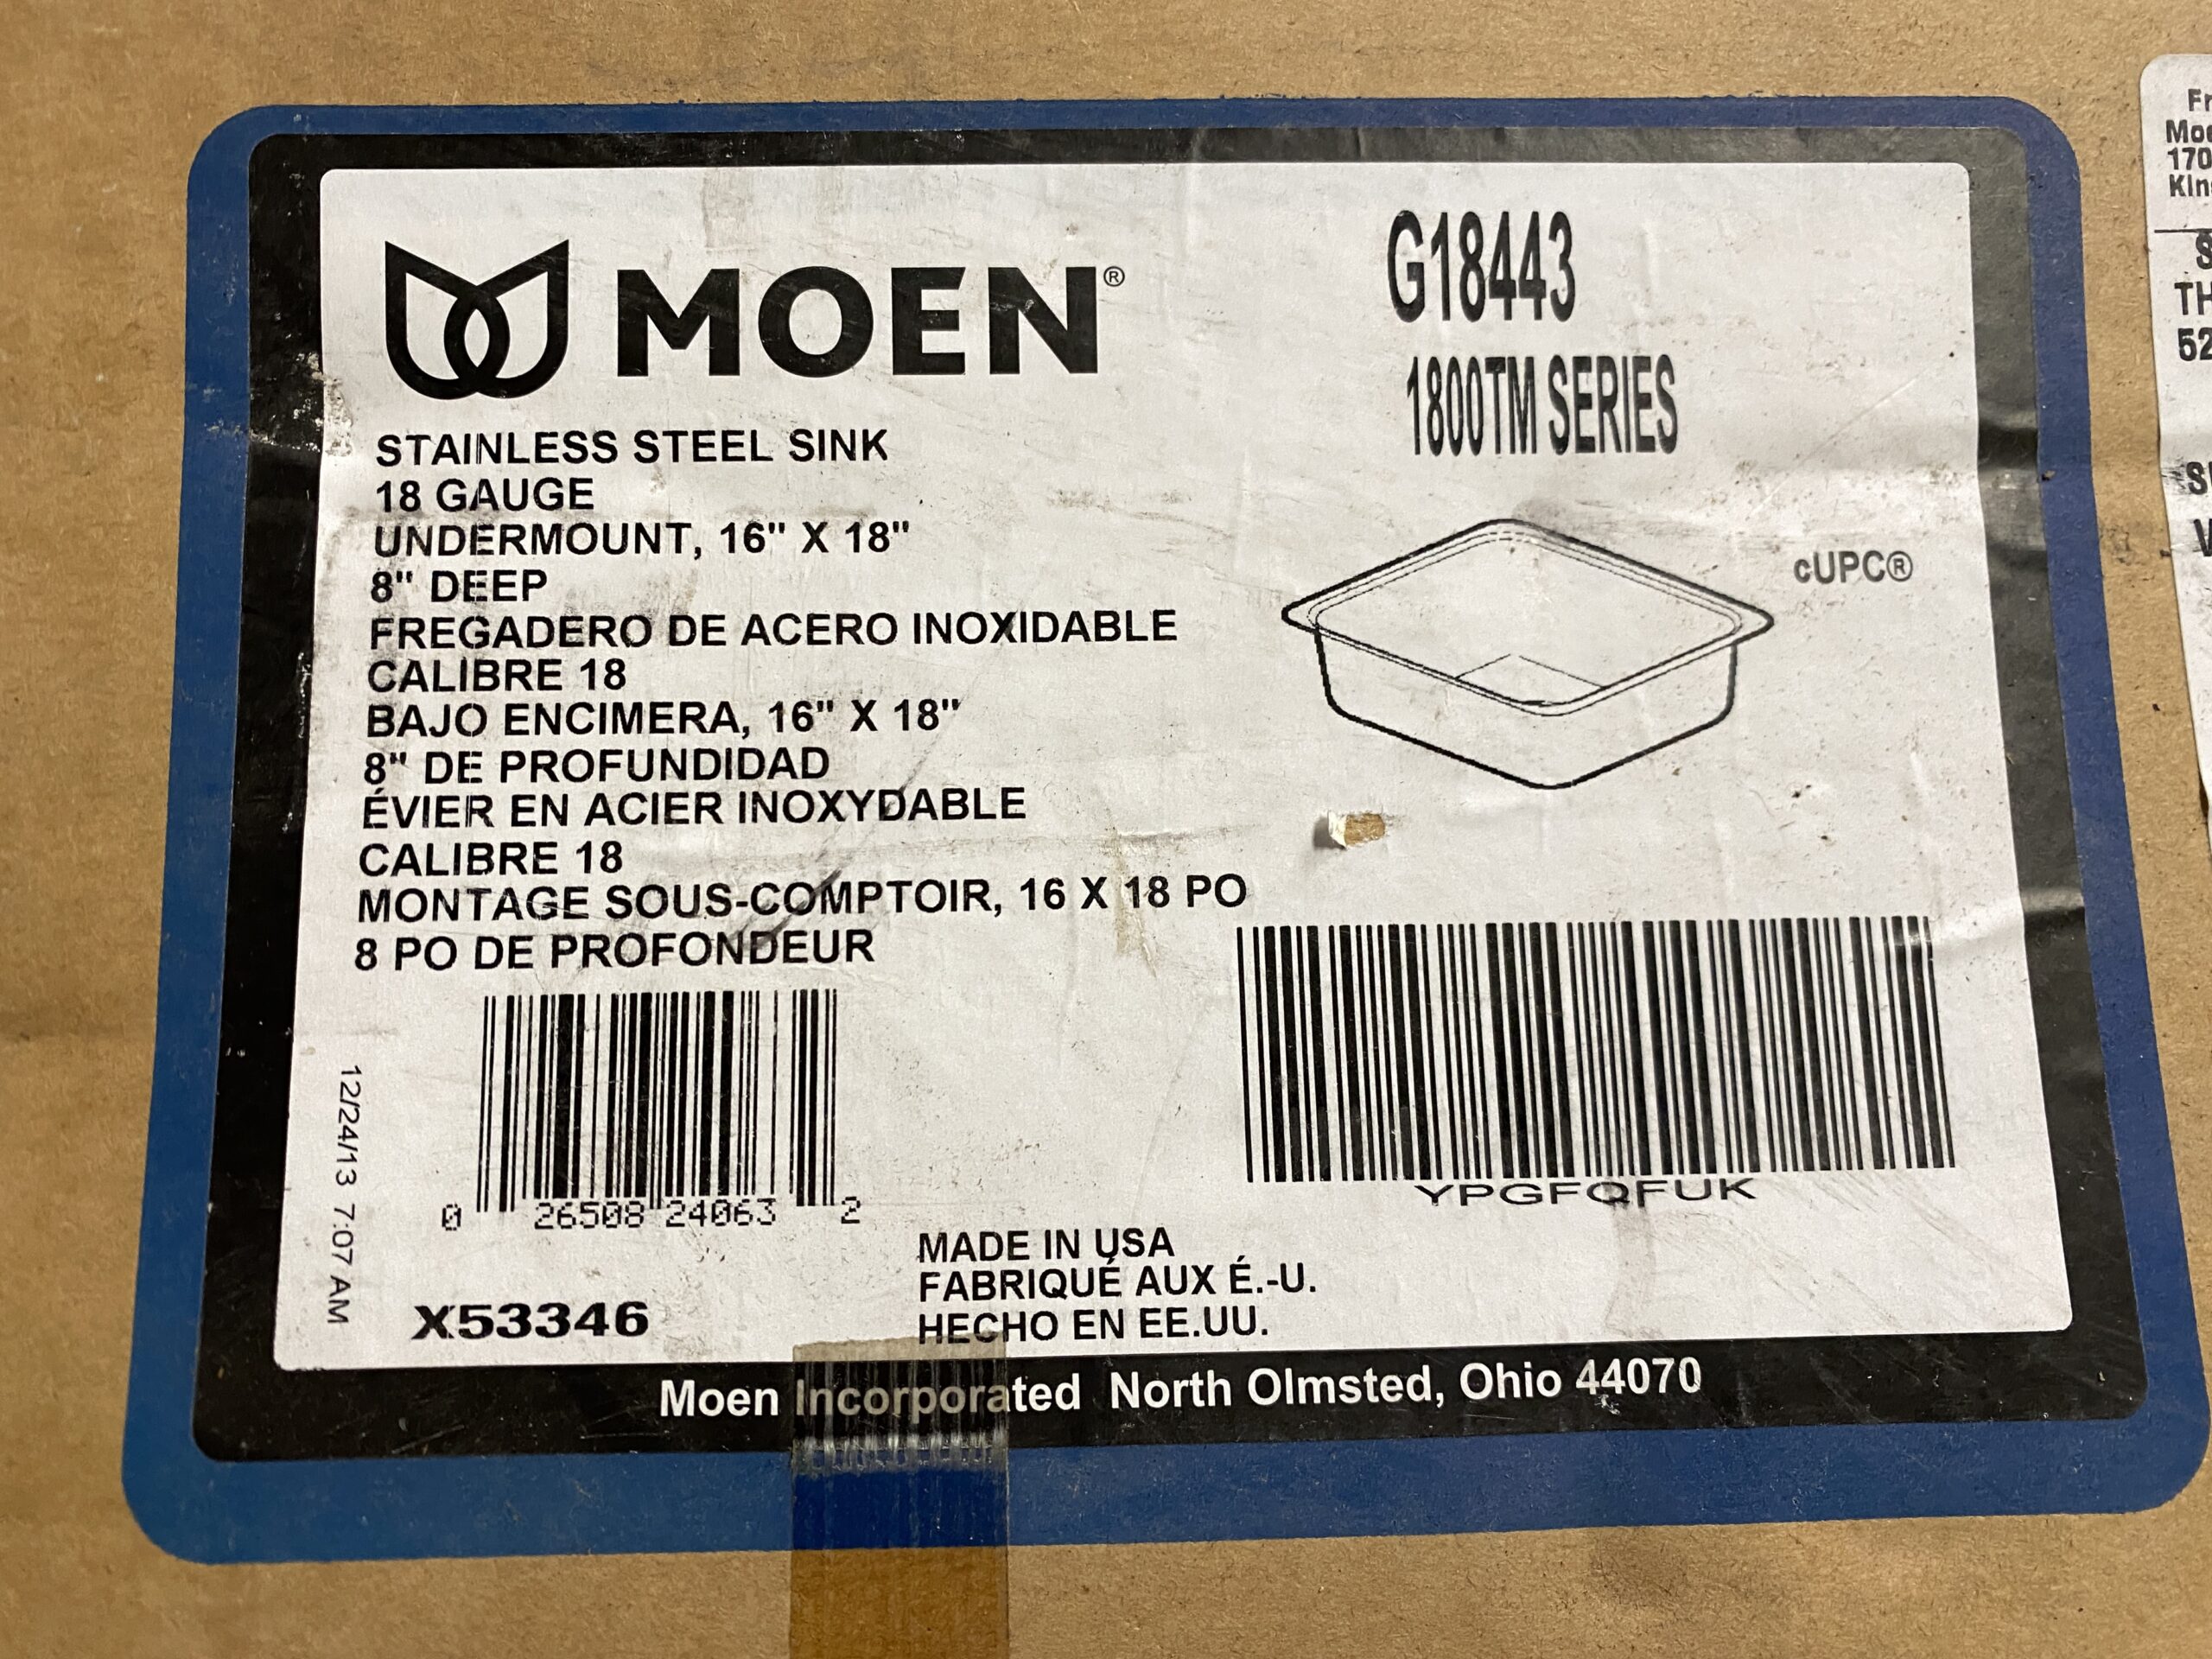 MOEN®
G18443
1800TM SERIES
STAINLESS STEEL SINK
18 GAUGE
UNDERMOUNT, 16" X 18"
8" DEEP
FREGADERO DE ACERO INOXIDABLE
CALIBRE 18
BAJO ENCIMERA, 16" X 18"
8" DE PROFUNDIDAD
ÉVIER EN ACIER INOXYDABLE
CALIBRE 18
MONTAGE SOUS-COMPTOIR, 16 X 18 PO
8 PO DE PROFONDEUR
cUPC®
12/24/13 7:07 AM
0 26508 24063 2
YPGFQFUK
X53346
MADE IN USA
FABRIQUÉ AUX É.-U.
HECHO EN EE.UU.
Moen Incorporated North Olmsted, Ohio 44070
170
52